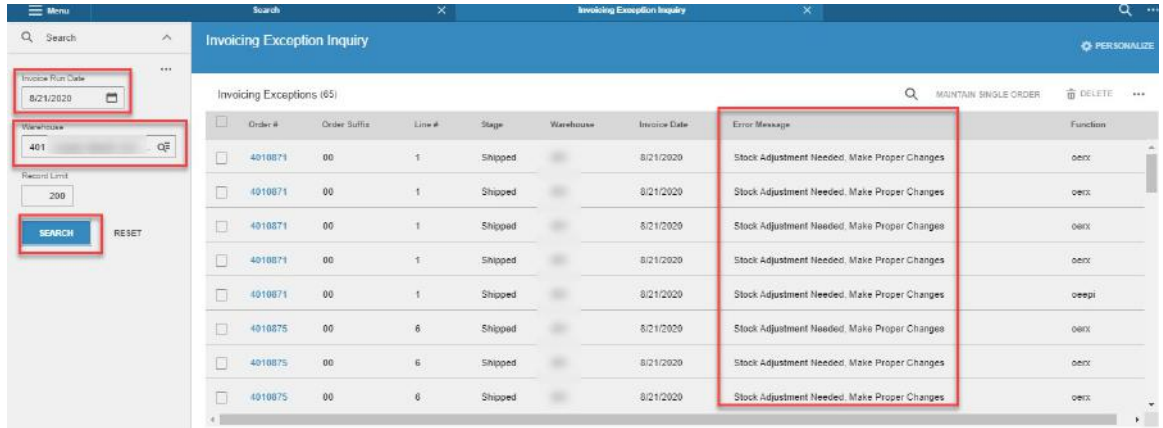 Menu Search × Invoicing Exception Inquiry ×
Search
Invoicing Exception Inquiry
PERSONALIZE
Invoice Run Date
8/21/2020
Warehouse
401
Record Limit
200
SEARCH RESET
Invoicing Exceptions (65) MAINTAIN SINGLE ORDER DELETE
Order # Order Suffix Line # Stage Warehouse Invoice Date Error Message Function
4010871 00 1 Shipped 8/21/2020 Stock Adjustment Needed, Make Proper Changes oerx
4010871 00 1 Shipped 8/21/2020 Stock Adjustment Needed, Make Proper Changes oerx
4010871 00 1 Shipped 8/21/2020 Stock Adjustment Needed, Make Proper Changes oerx
4010871 00 1 Shipped 8/21/2020 Stock Adjustment Needed, Make Proper Changes oerx
4010871 00 1 Shipped 8/21/2020 Stock Adjustment Needed, Make Proper Changes oeepi
4010875 00 6 Shipped 8/21/2020 Stock Adjustment Needed, Make Proper Changes oerx
4010875 00 6 Shipped 8/21/2020 Stock Adjustment Needed, Make Proper Changes oerx
4010875 00 6 Shipped 8/21/2020 Stock Adjustment Needed, Make Proper Changes oerx